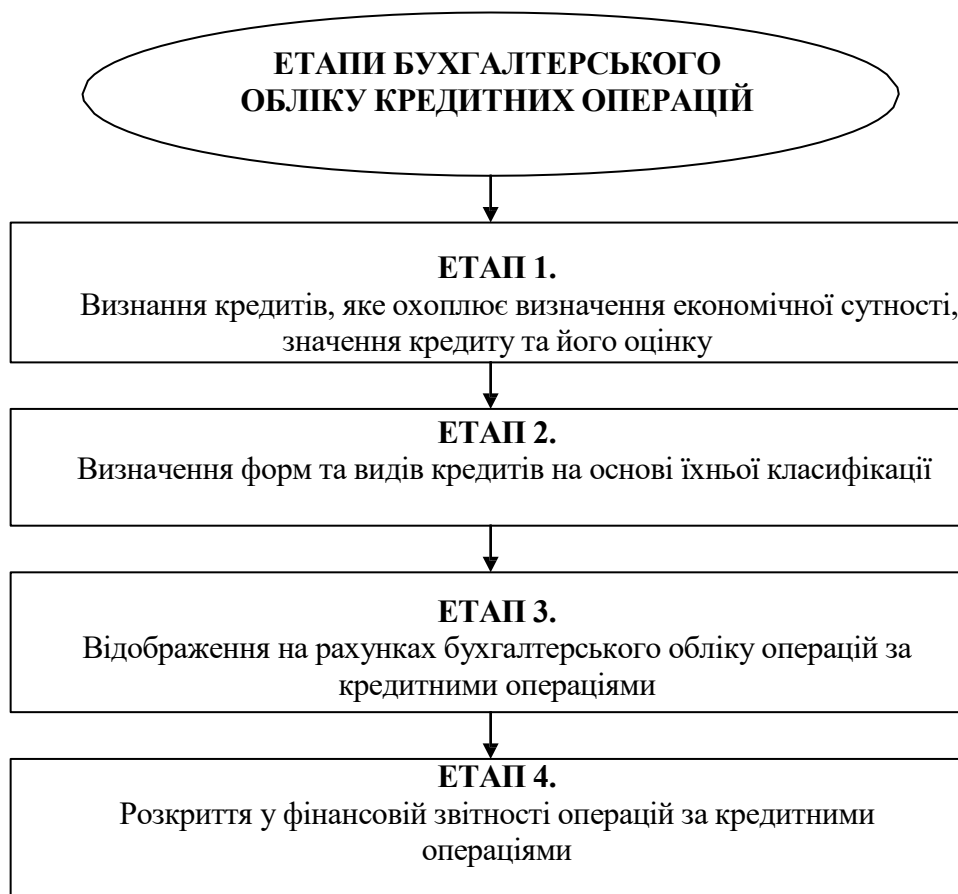 ЕТАПИ БУХГАЛТЕРСЬКОГО
ОБЛІКУ КРЕДИТНИХ ОПЕРАЦІЙ
ЕТАП 1.
Визнання кредитів, яке охоплює визначення економічної сутності,
значення кредиту та його оцінку
ЕТАП 2.
Визначення форм та видів кредитів на основі їхньої класифікації
ЕТАП 3.
Відображення на рахунках бухгалтерського обліку операцій за
кредитними операціями
ЕТАП 4.
Розкриття у фінансовій звітності операцій за кредитними
операціями